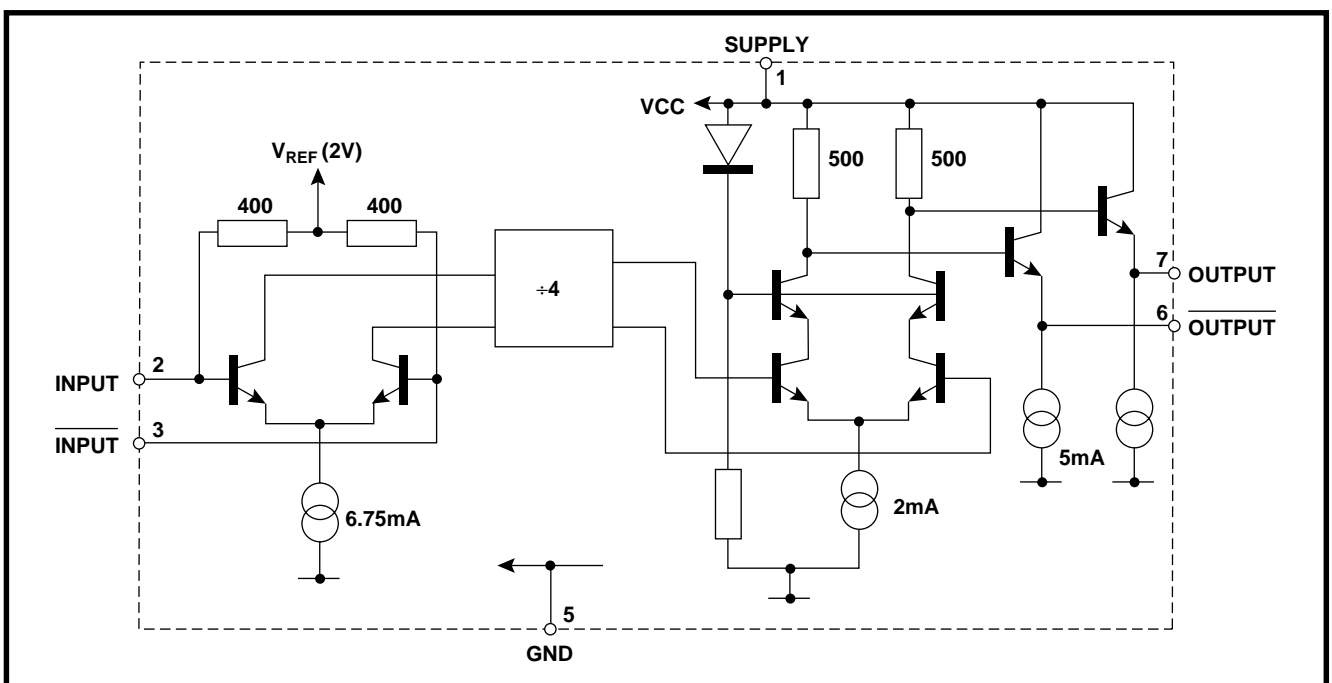 SUPPLY
1
VCC
V_REF (2V)
400
400
500
500
÷4
7
OUTPUT
6
OUTPUT
2
INPUT
3
INPUT
5mA
6.75mA
2mA
5
GND